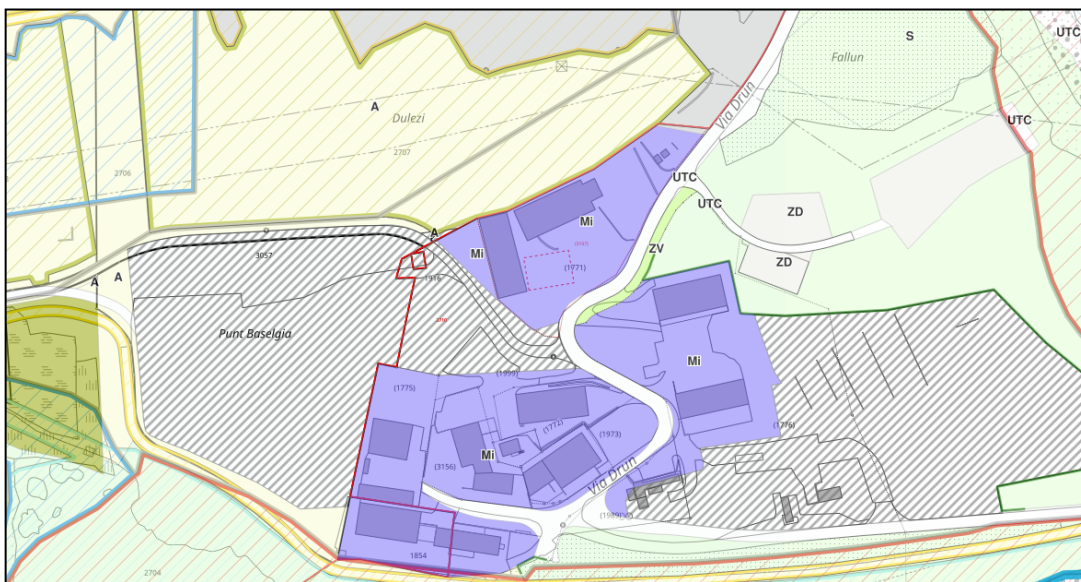 UTC
S
Fallun
A
Dulezi
Via Drun
2707
UTC
2706
UTC
UTC
ZD
Mi
A
Mi
3057
ZV
(1771)
ZD
A
A
1916
Punt Baselgia
Mi
(1999)
(1775)
(1772)
(1973)
(1776)
Mi
(3156)
Via Drun
1854
2704